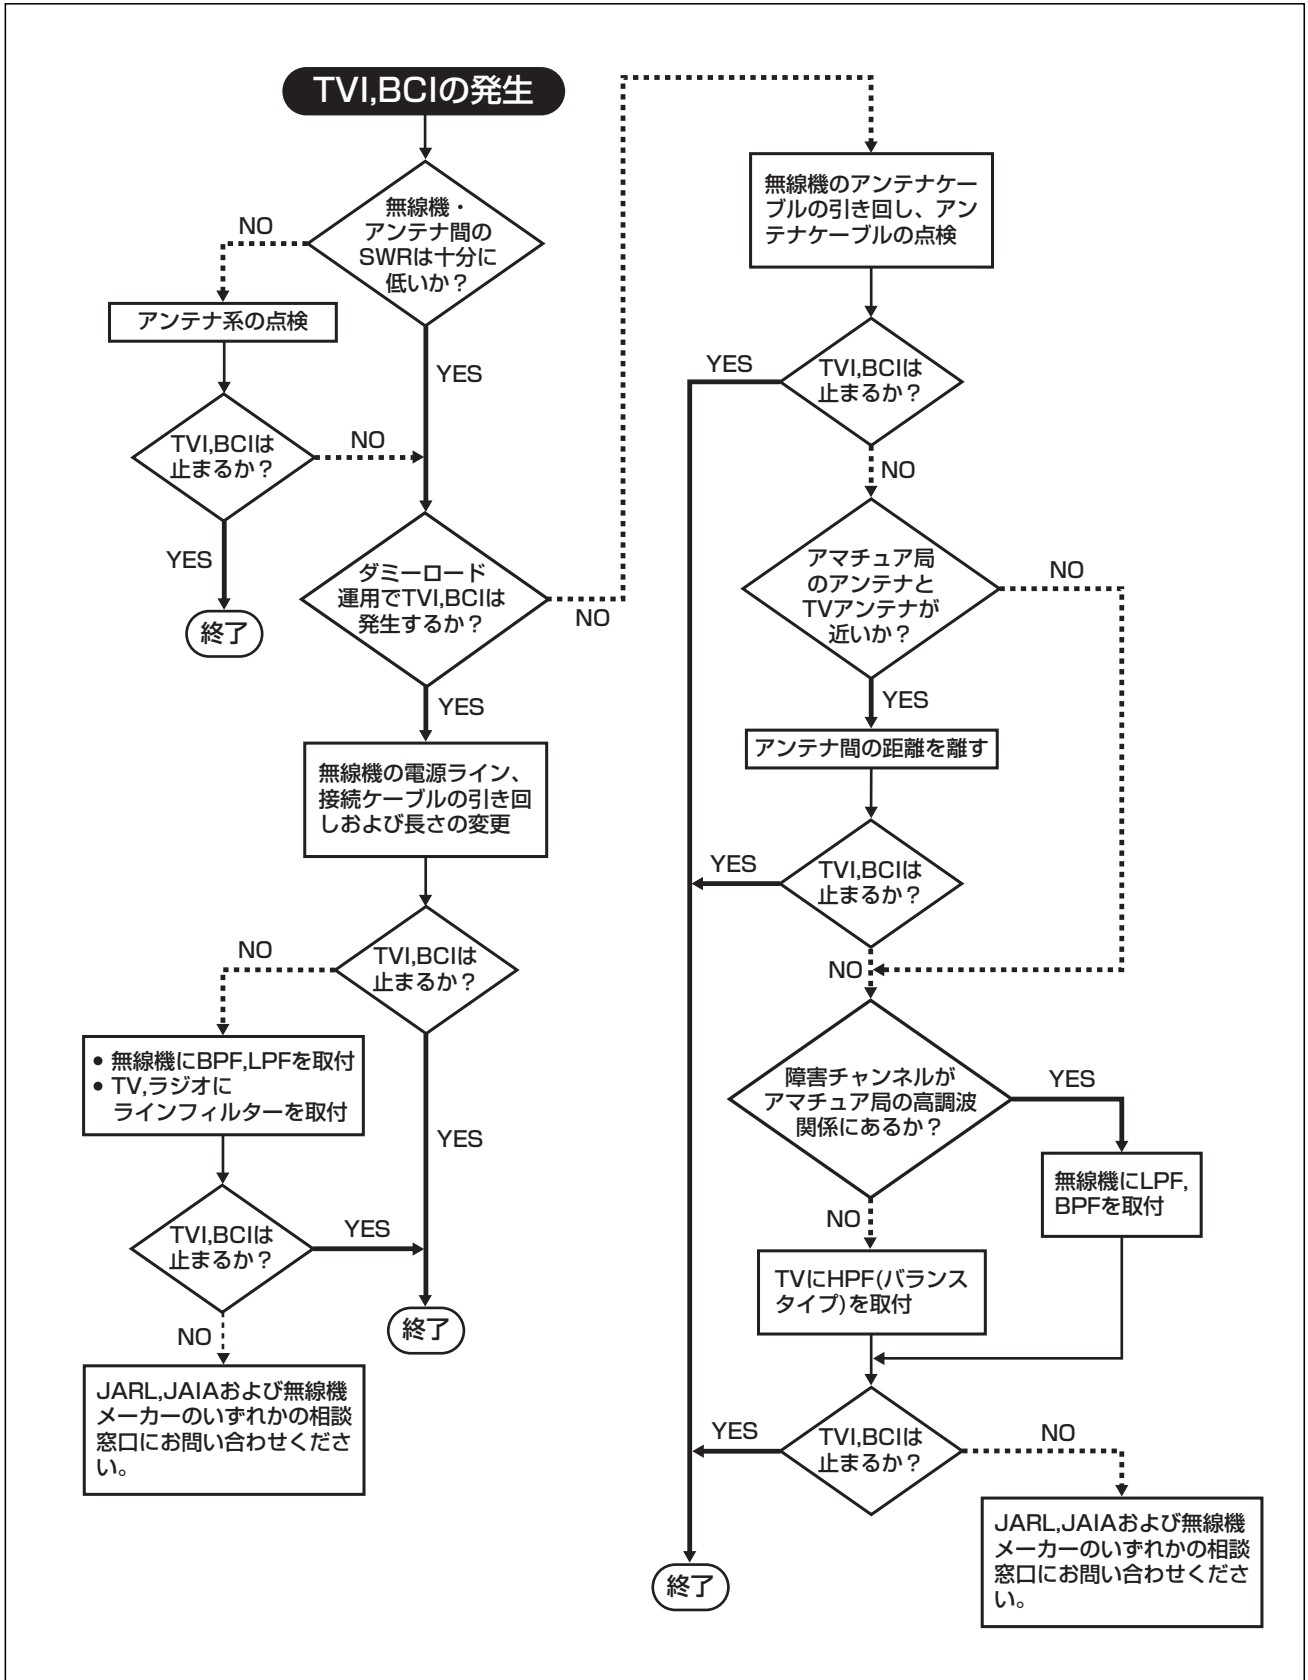 TVI,BCIの発生
無線機・
アンテナ間の
SWRは十分に
低いか？
NO
アンテナ系の点検
YES
TVI,BCIは
止まるか？
NO
YES
終了
ダミーロード
運用でTVI,BCIは
発生するか？
NO
YES
無線機の電源ライン、
接続ケーブルの引き回
しおよび長さの変更
TVI,BCIは
止まるか？
NO
● 無線機にBPF,LPFを取付
● TV,ラジオに
ラインフィルターを取付
YES
TVI,BCIは
止まるか？
YES
終了
NO
JARL,JAIAおよび無線機
メーカーのいずれかの相談
窓口にお問い合わせくださ
い。
無線機のアンテナケー
ブルの引き回し、アン
テナケーブルの点検
TVI,BCIは
止まるか？
YES
NO
アマチュア局
のアンテナと
TVアンテナが
近いか？
NO
YES
アンテナ間の距離を離す
TVI,BCIは
止まるか？
YES
NO
障害チャンネルが
アマチュア局の高調波
関係にあるか？
YES
無線機にLPF,
BPFを取付
NO
TVにHPF(バランス
タイプ)を取付
TVI,BCIは
止まるか？
YES
NO
JARL,JAIAおよび無線機
メーカーのいずれかの相談
窓口にお問い合わせくださ
い。
終了